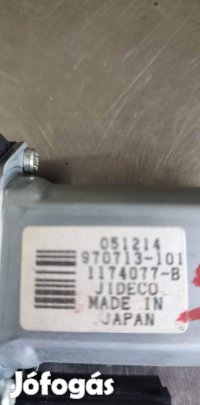 051214
970713-101
1174077-B
JIDECO
MADE IN
JAPAN
Jófogás